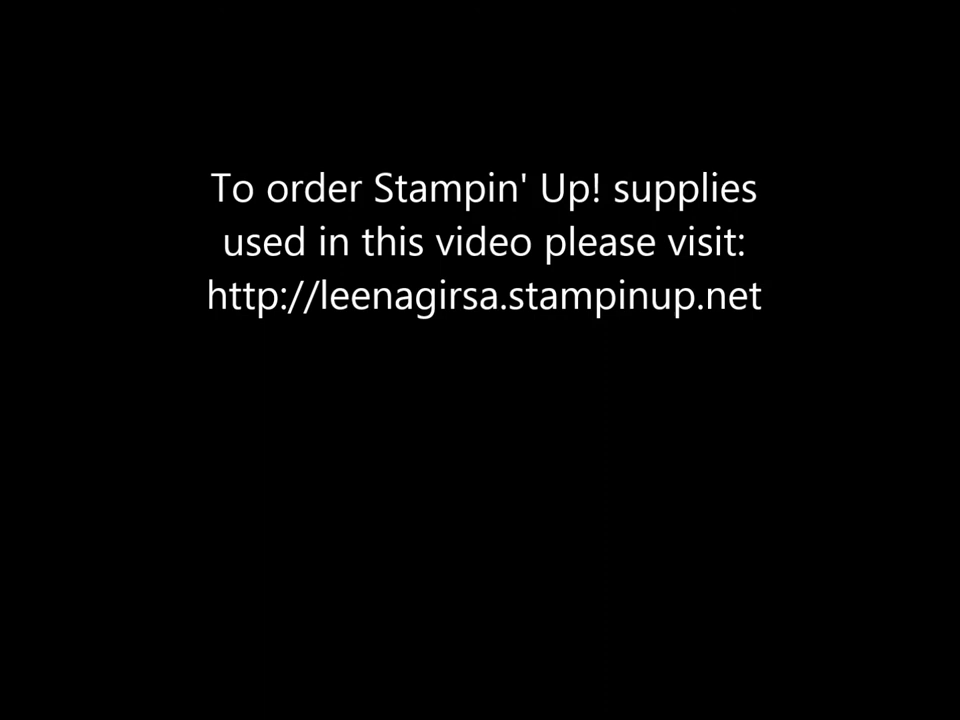 To order Stampin' Up! supplies
used in this video please visit:
http://leenagirsa.stampinup.net